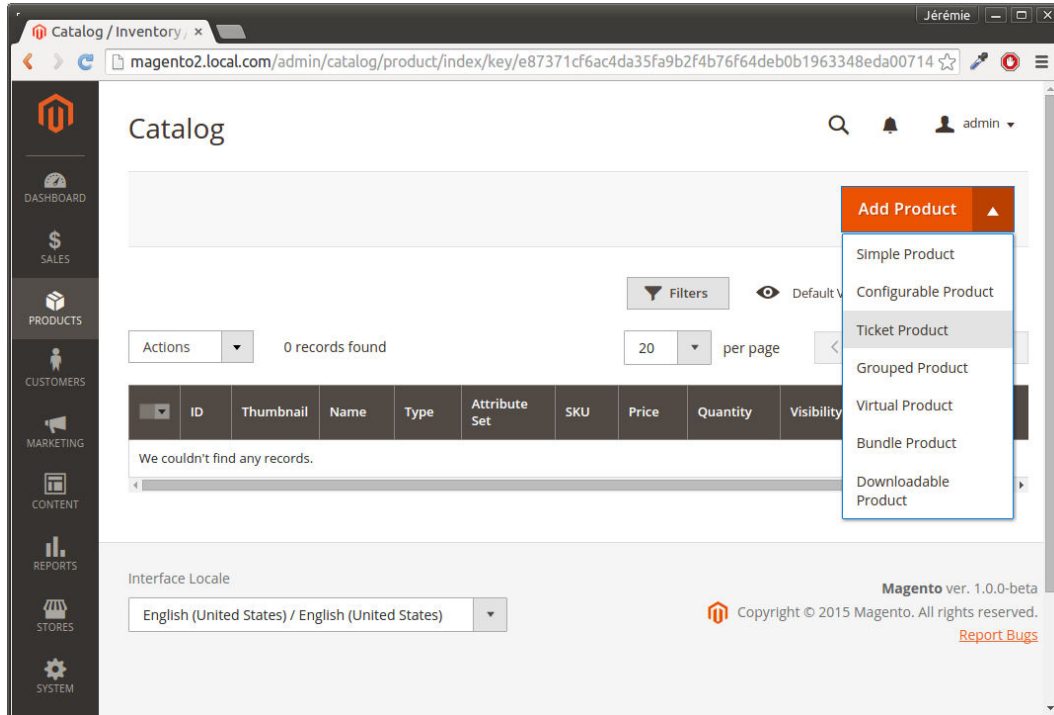 Jérémie
Catalog / Inventory /
magento2.local.com/admin/catalog/product/index/key/e87371cf6ac4da35fa9b2f4b76f64deb0b1963348eda00714
Catalog
admin
DASHBOARD
Add Product
$
SALES
Simple Product
Filters
Default V
Configurable Product
PRODUCTS
Ticket Product
Actions
0 records found
20
per page
Grouped Product
CUSTOMERS
Virtual Product
ID
Thumbnail
Name
Type
Attribute
Set
SKU
Price
Quantity
Visibility
MARKETING
Bundle Product
We couldn't find any records.
Downloadable
Product
CONTENT
REPORTS
Interface Locale
Magento ver. 1.0.0-beta
English (United States) / English (United States)
Copyright © 2015 Magento. All rights reserved.
STORES
Report Bugs
SYSTEM